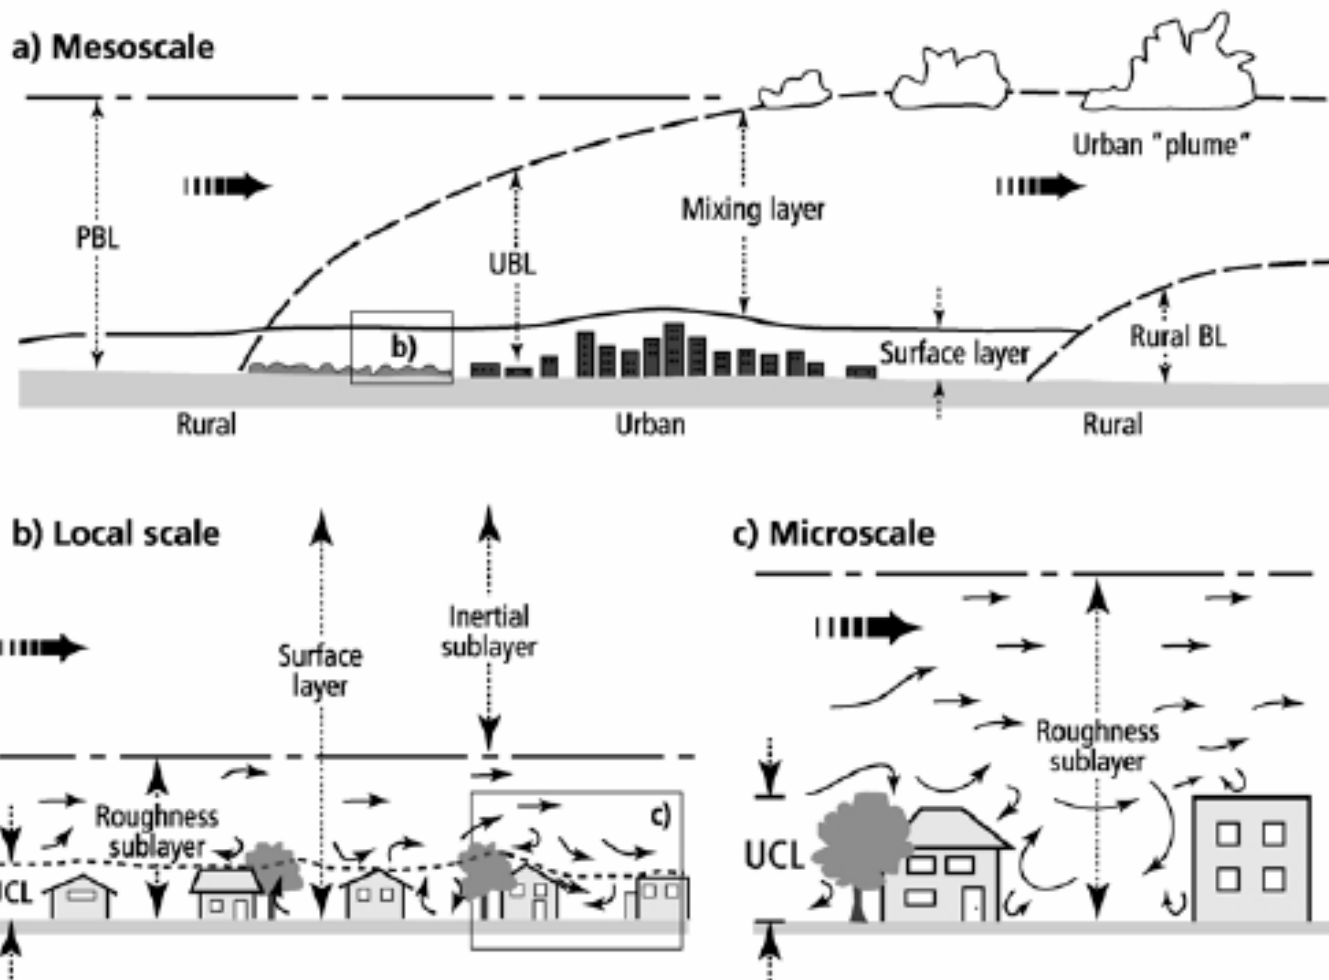 a) Mesoscale
Urban "plume"
PBL
Mixing layer
UBL
b)
Surface layer
Rural BL
Rural
Urban
Rural
b) Local scale
Inertial
sublayer
Surface
layer
Roughness
sublayer
c)
CL
c) Microscale
Roughness
sublayer
UCL